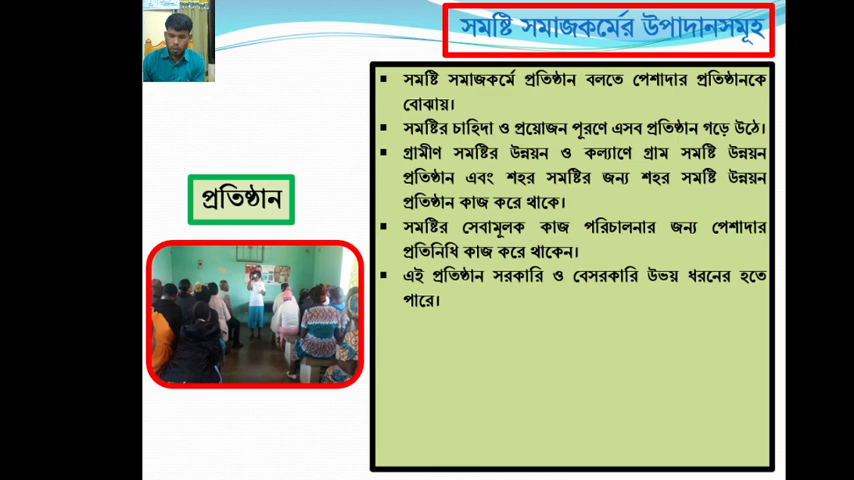 সমষ্টি সমাজকর্মের উপাদানসমূহ
প্রতিষ্ঠান
▪ সমষ্টি সমাজকর্মে প্রতিষ্ঠান বলতে পেশাদার প্রতিষ্ঠানকে
বোঝায়।
▪ সমষ্টির চাহিদা ও প্রয়োজন পূরণে এসব প্রতিষ্ঠান গড়ে উঠে।
▪ গ্রামীণ সমষ্টির উন্নয়ন ও কল্যাণে গ্রাম সমষ্টি উন্নয়ন
প্রতিষ্ঠান এবং শহর সমষ্টির জন্য শহর সমষ্টি উন্নয়ন
প্রতিষ্ঠান কাজ করে থাকে।
▪ সমষ্টির সেবামূলক কাজ পরিচালনার জন্য পেশাদার
প্রতিনিধি কাজ করে থাকেন।
▪ এই প্রতিষ্ঠান সরকারি ও বেসরকারি উভয় ধরনের হতে
পারে।